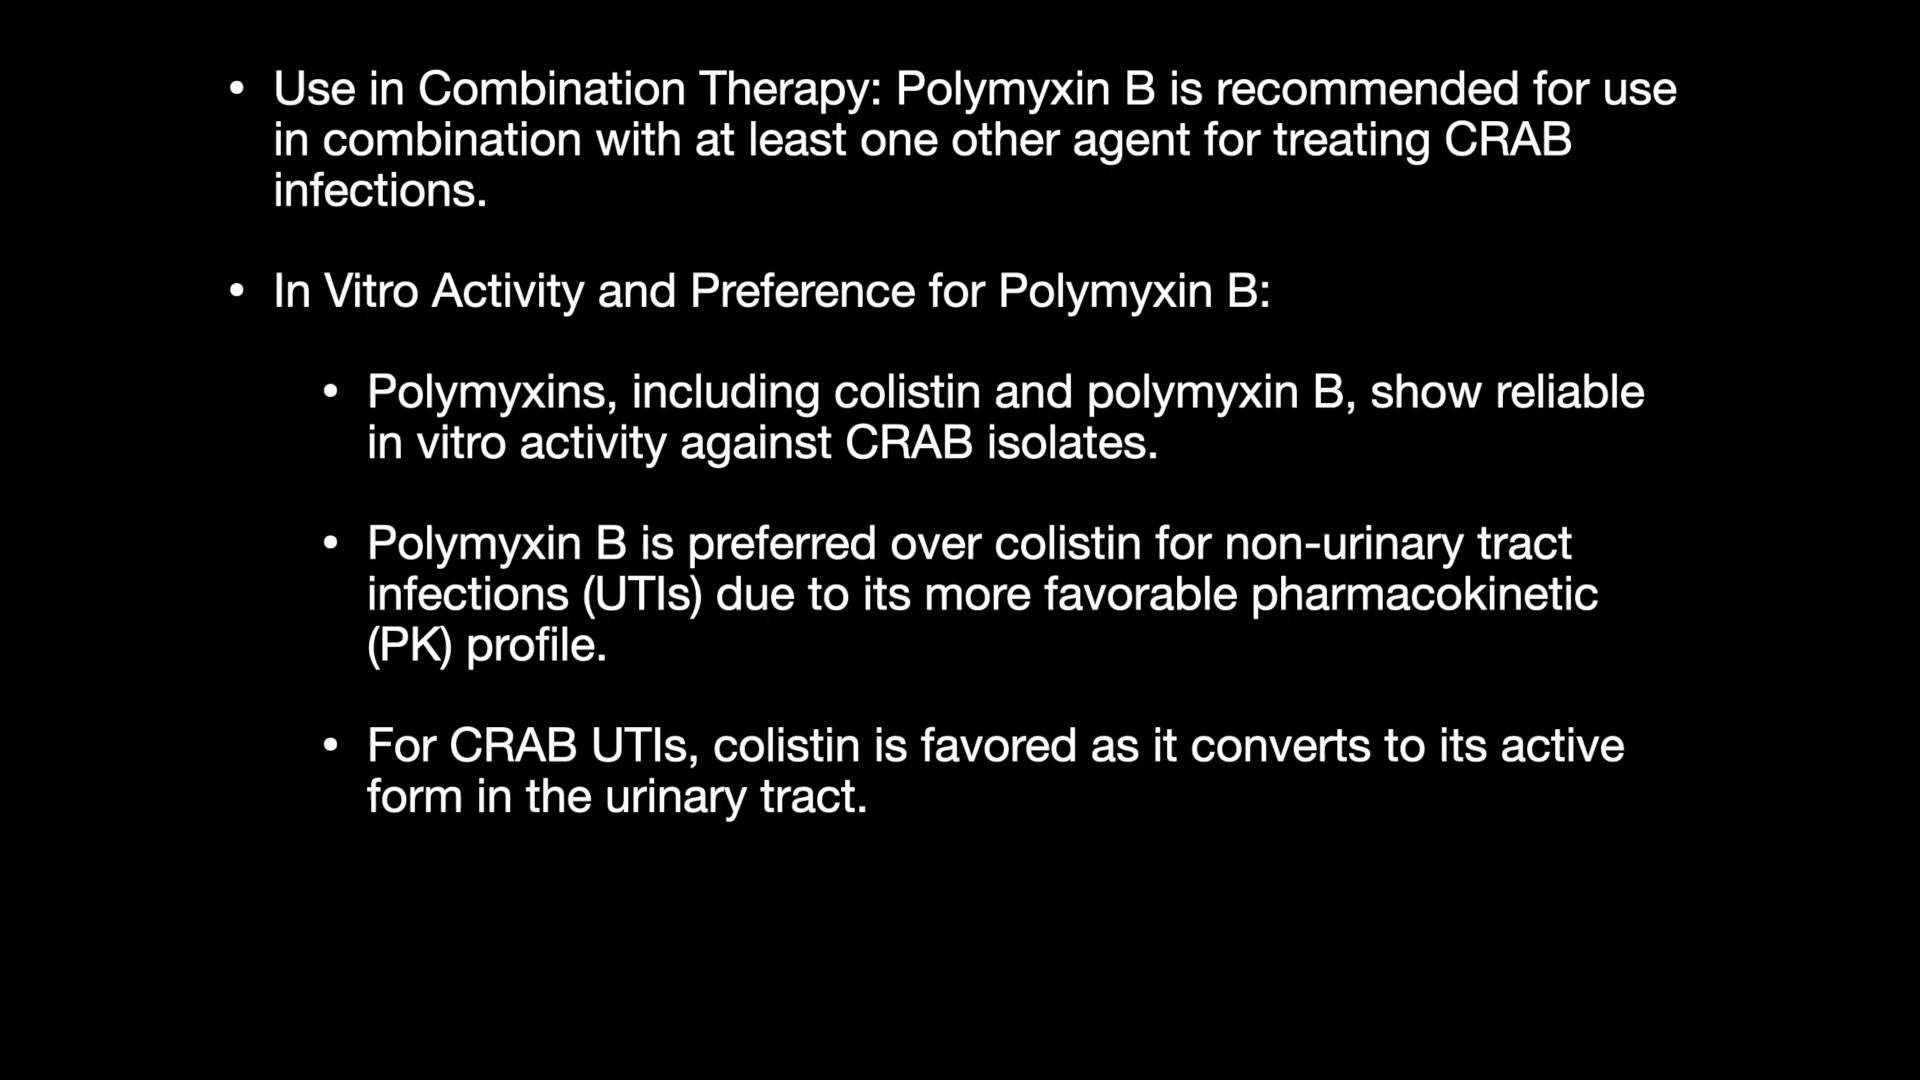 • Use in Combination Therapy: Polymyxin B is recommended for use
in combination with at least one other agent for treating CRAB
infections.
• In Vitro Activity and Preference for Polymyxin B:
• Polymyxins, including colistin and polymyxin B, show reliable
in vitro activity against CRAB isolates.
• Polymyxin B is preferred over colistin for non-urinary tract
infections (UTIs) due to its more favorable pharmacokinetic
(PK) profile.
• For CRAB UTIs, colistin is favored as it converts to its active
form in the urinary tract.